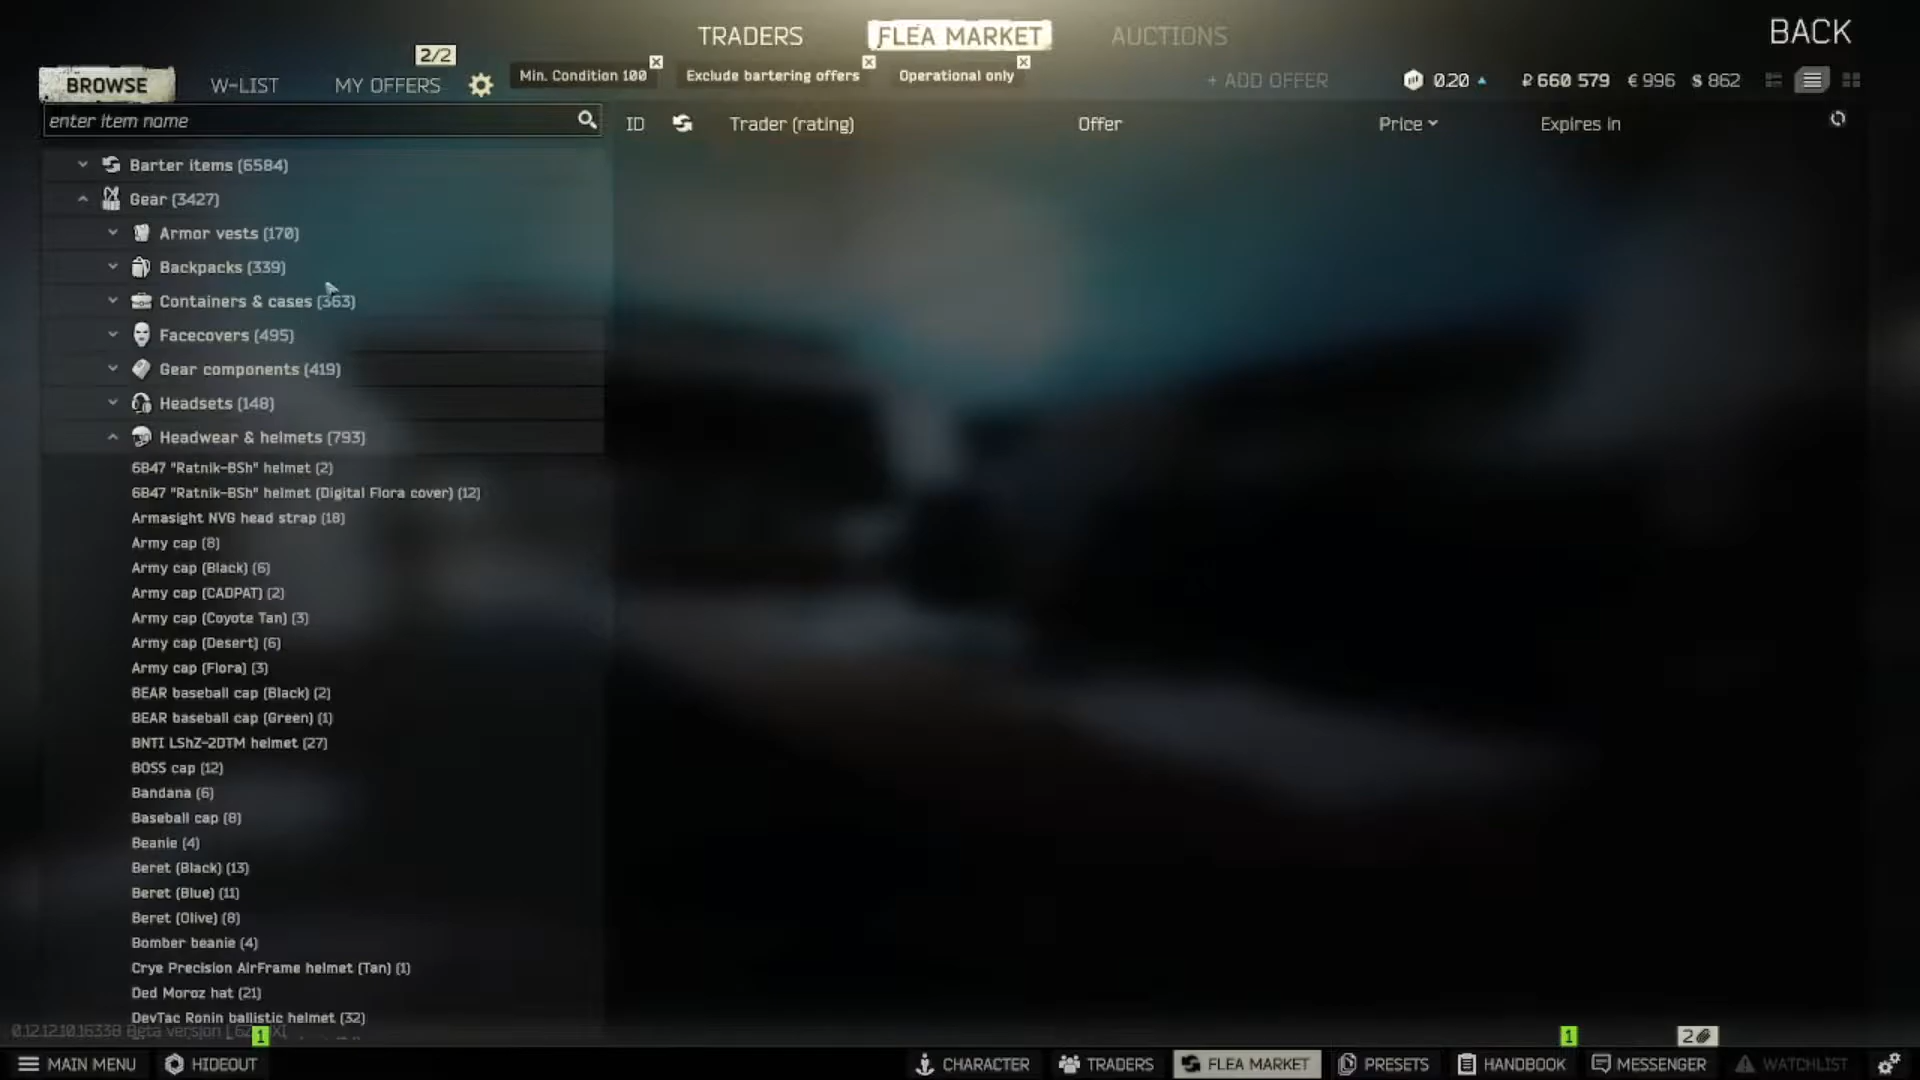 TRADERS
FLEA MARKET
AUCTIONS
BACK
2/2
BROWSE
W-LIST
MY OFFERS
Min. Condition 100
Exclude bartering offers
Operational only
+ ADD OFFER
0.20
₽ 660 579
€ 996
$ 862
enter item name
ID
Trader (rating)
Offer
Price
Expires in
Barter items (6584)
Gear (3427)
Armor vests (170)
Backpacks (339)
Containers & cases (363)
Facecovers (495)
Gear components (419)
Headsets (148)
Headwear & helmets (793)
6B47 "Ratnik-BSh" helmet (2)
6B47 "Ratnik-BSh" helmet (Digital Flora cover) (12)
Armasight NVG head strap (18)
Army cap (8)
Army cap (Black) (6)
Army cap (CADPAT) (2)
Army cap (Coyote Tan) (3)
Army cap (Desert) (6)
Army cap (Flora) (3)
BEAR baseball cap (Black) (2)
BEAR baseball cap (Green) (1)
BNTI LShZ-2DTM helmet (27)
BOSS cap (12)
Bandana (6)
Baseball cap (8)
Beanie (4)
Beret (Black) (13)
Beret (Blue) (11)
Beret (Olive) (8)
Bomber beanie (4)
Crye Precision AirFrame helmet (Tan) (1)
Ded Moroz hat (21)
DevTac Ronin ballistic helmet (32)
0.12.12.10.16338 Beta version
1
1
2
MAIN MENU
HIDEOUT
CHARACTER
TRADERS
FLEA MARKET
PRESETS
HANDBOOK
MESSENGER
WATCHLIST